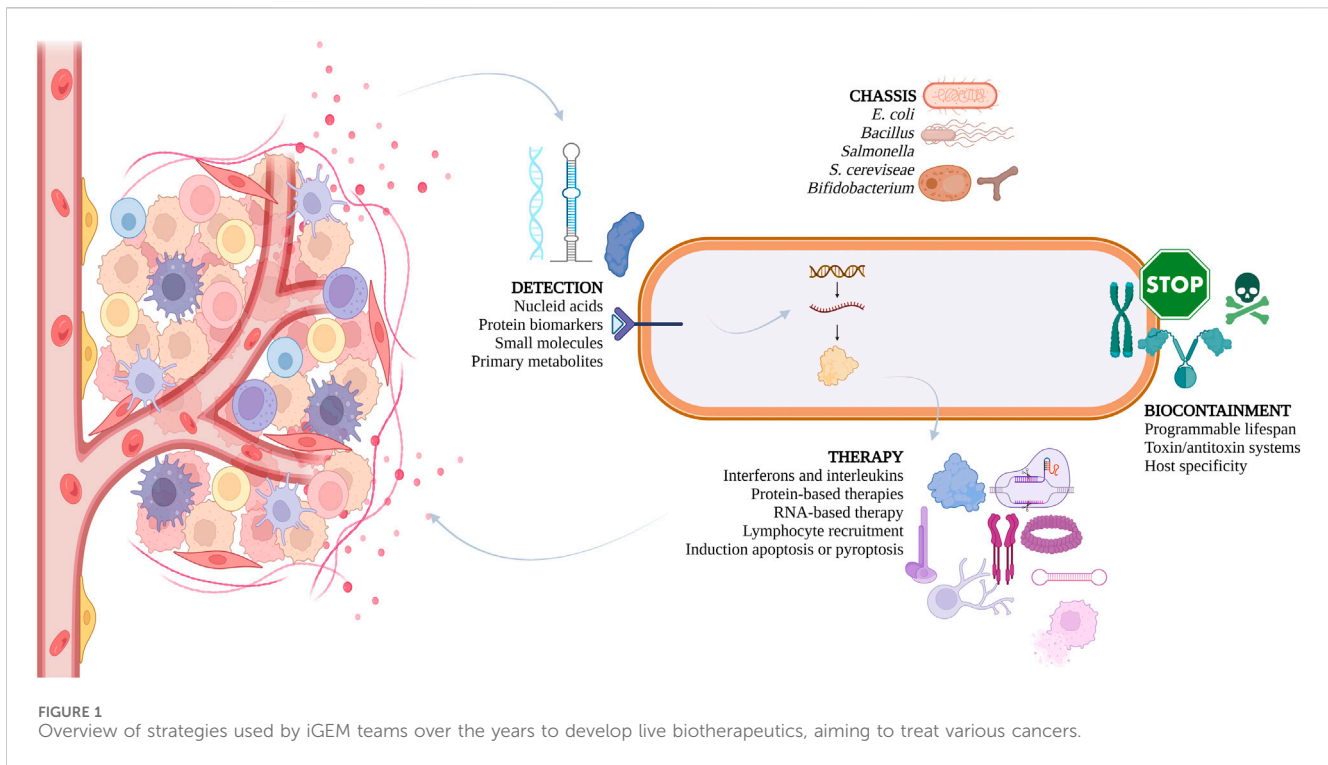 CHASSIS
E. coli
Bacillus
Salmonella
S. cereviseae
Bifidobacterium
DETECTION
Nucleid acids
Protein biomarkers
Small molecules
Primary metabolites
STOP
BIOCONTAINMENT
Programmable lifespan
Toxin/antitoxin systems
Host specificity
THERAPY
Interferons and interleukins
Protein-based therapies
RNA-based therapy
Lymphocyte recruitment
Induction apoptosis or pyroptosis
FIGURE 1
Overview of strategies used by iGEM teams over the years to develop live biotherapeutics, aiming to treat various cancers.